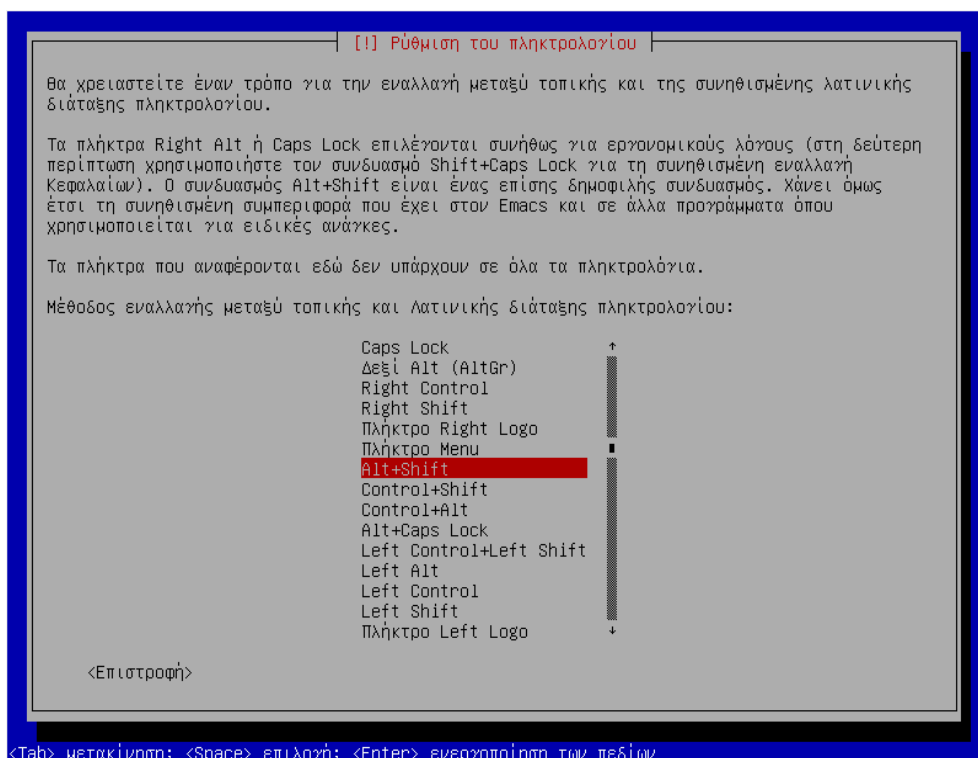 [!] Ρύθμιση του πληκτρολογίου
Θα χρειαστείτε έναν τρόπο για την εναλλαγή μεταξύ τοπικής και της συνηθισμένης λατινικής
διάταξης πληκτρολογίου.
Τα πλήκτρα Right Alt ή Caps Lock επιλέγονται συνήθως για εργονομικούς λόγους (στη δεύτερη
περίπτωση χρησιμοποιήστε τον συνδυασμό Shift+Caps Lock για τη συνηθισμένη εναλλαγή
Κεφαλαίων). Ο συνδυασμός Alt+Shift είναι ένας επίσης δημοφιλής συνδυασμός. Χάνει όμως
έτσι τη συνηθισμένη συμπεριφορά που έχει στον Emacs και σε άλλα προγράμματα όπου
χρησιμοποιείται για ειδικές ανάγκες.
Τα πλήκτρα που αναφέρονται εδώ δεν υπάρχουν σε όλα τα πληκτρολόγια.
Μέθοδος εναλλαγής μεταξύ τοπικής και Λατινικής διάταξης πληκτρολογίου:
Caps Lock
Δεξί Alt (AltGr)
Right Control
Right Shift
Πλήκτρο Right Logo
Πλήκτρο Menu
Alt+Shift
Control+Shift
Control+Alt
Alt+Caps Lock
Left Control+Left Shift
Left Alt
Left Control
Left Shift
Πλήκτρο Left Logo
<Επιστροφή>
<Tab> μετακίνηση; <Space> επιλογή; <Enter> ενεργοποίηση των πεδίων